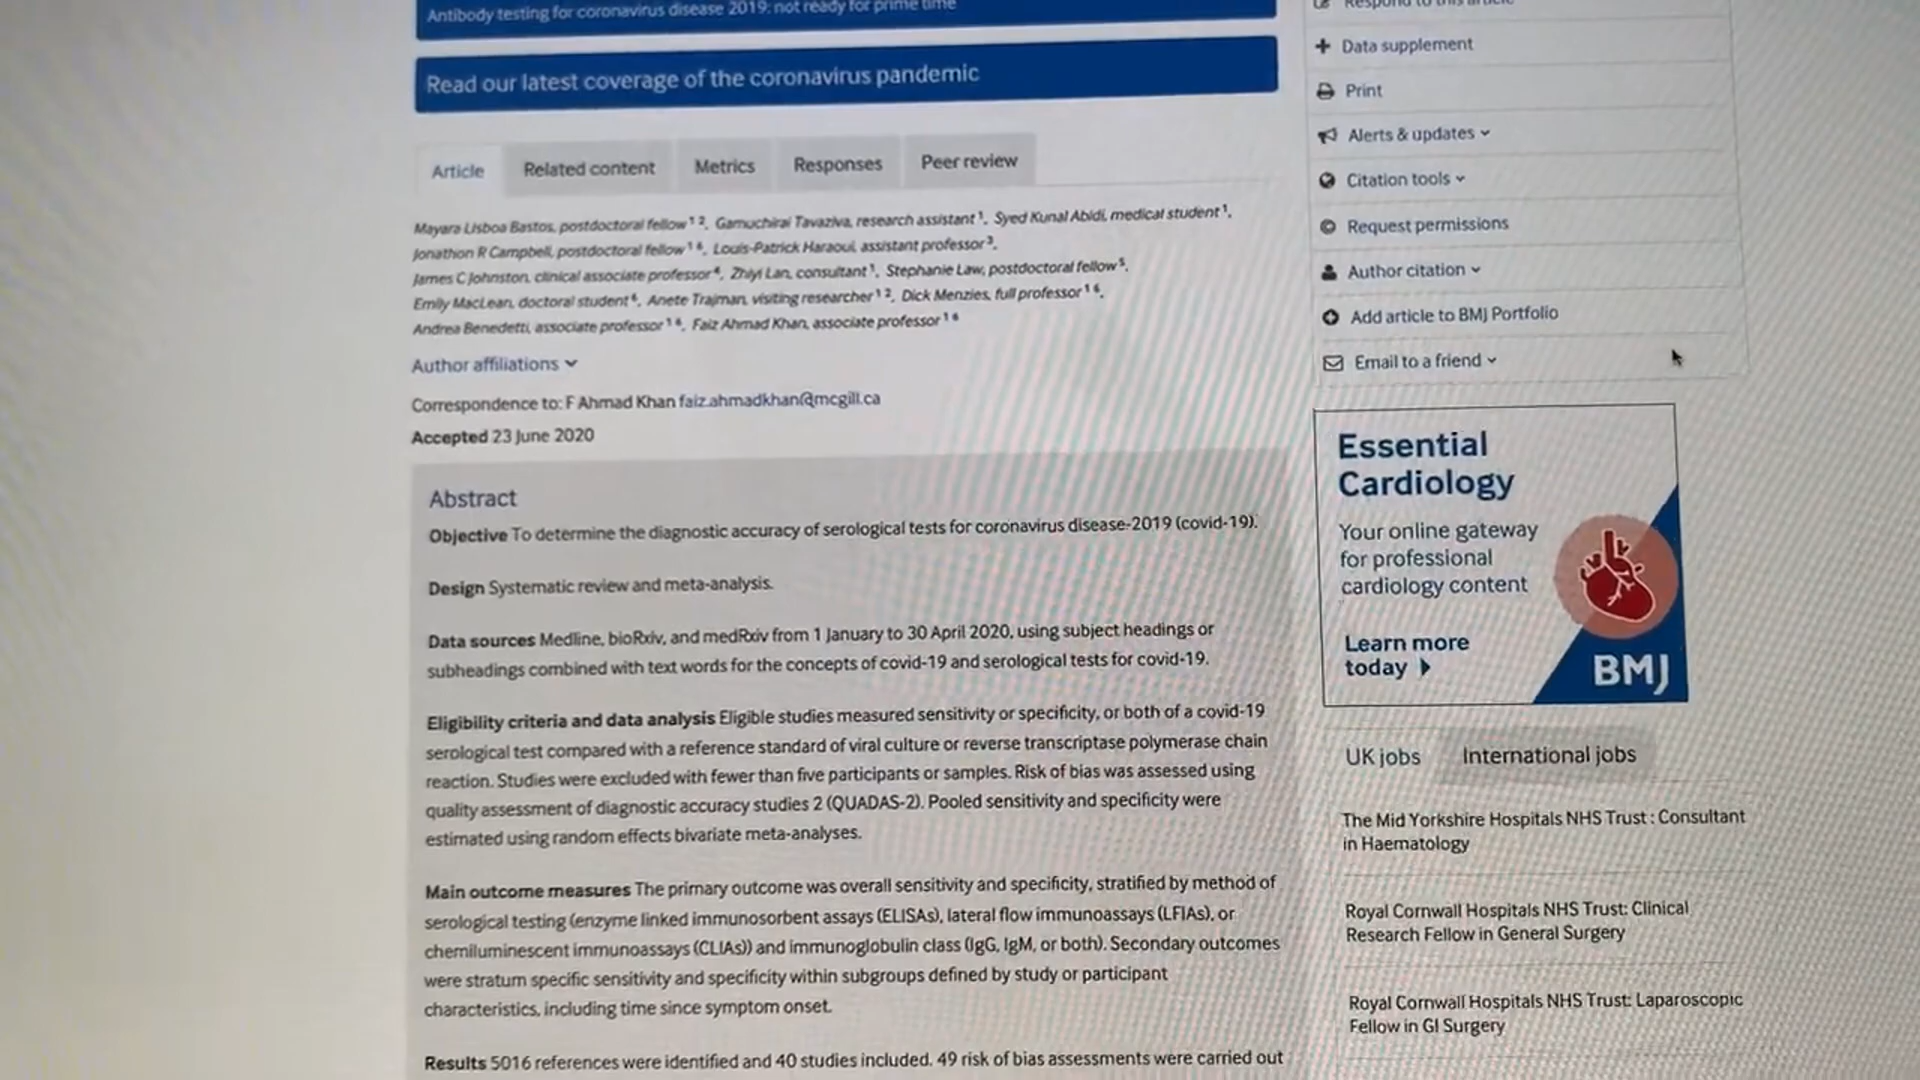 Antibody testing for coronavirus disease 2019: not ready for prime time
Read our latest coverage of the coronavirus pandemic
Article
Related content
Metrics
Responses
Peer review
Mayara Lisboa Bastos, postdoctoral fellow 1 2, Gamuchirai Tavaziva, research assistant 1, Syed Kunal Abidi, medical student 1,
Jonathon R Campbell, postdoctoral fellow 1 6, Louis-Patrick Haraoui, assistant professor 3,
James C Johnston, clinical associate professor 4, Zhiyi Lan, consultant 1, Stephanie Law, postdoctoral fellow 5,
Emily MacLean, doctoral student 6, Anete Trajman, visiting researcher 1 2, Dick Menzies, full professor 1 6,
Andrea Benedetti, associate professor 1 6, Faiz Ahmad Khan, associate professor 1 6
Author affiliations
Correspondence to: F Ahmad Khan faiz.ahmadkhan@mcgill.ca
Accepted 23 June 2020
Abstract
Objective To determine the diagnostic accuracy of serological tests for coronavirus disease-2019 (covid-19).
Design Systematic review and meta-analysis.
Data sources Medline, bioRxiv, and medRxiv from 1 January to 30 April 2020, using subject headings or
subheadings combined with text words for the concepts of covid-19 and serological tests for covid-19.
Eligibility criteria and data analysis Eligible studies measured sensitivity or specificity, or both of a covid-19
serological test compared with a reference standard of viral culture or reverse transcriptase polymerase chain
reaction. Studies were excluded with fewer than five participants or samples. Risk of bias was assessed using
quality assessment of diagnostic accuracy studies 2 (QUADAS-2). Pooled sensitivity and specificity were
estimated using random effects bivariate meta-analyses.
Main outcome measures The primary outcome was overall sensitivity and specificity, stratified by method of
serological testing (enzyme linked immunosorbent assays (ELISAs), lateral flow immunoassays (LFIAs), or
chemiluminescent immunoassays (CLIAs)) and immunoglobulin class (IgG, IgM, or both). Secondary outcomes
were stratum specific sensitivity and specificity within subgroups defined by study or participant
characteristics, including time since symptom onset.
Results 5016 references were identified and 40 studies included. 49 risk of bias assessments were carried out
Respond to this article
Data supplement
Print
Alerts & updates
Citation tools
Request permissions
Author citation
Add article to BMJ Portfolio
Email to a friend
Essential
Cardiology
Your online gateway
for professional
cardiology content
Learn more
today
BMJ
UK jobs
International jobs
The Mid Yorkshire Hospitals NHS Trust : Consultant
in Haematology
Royal Cornwall Hospitals NHS Trust: Clinical
Research Fellow in General Surgery
Royal Cornwall Hospitals NHS Trust: Laparoscopic
Fellow in GI Surgery